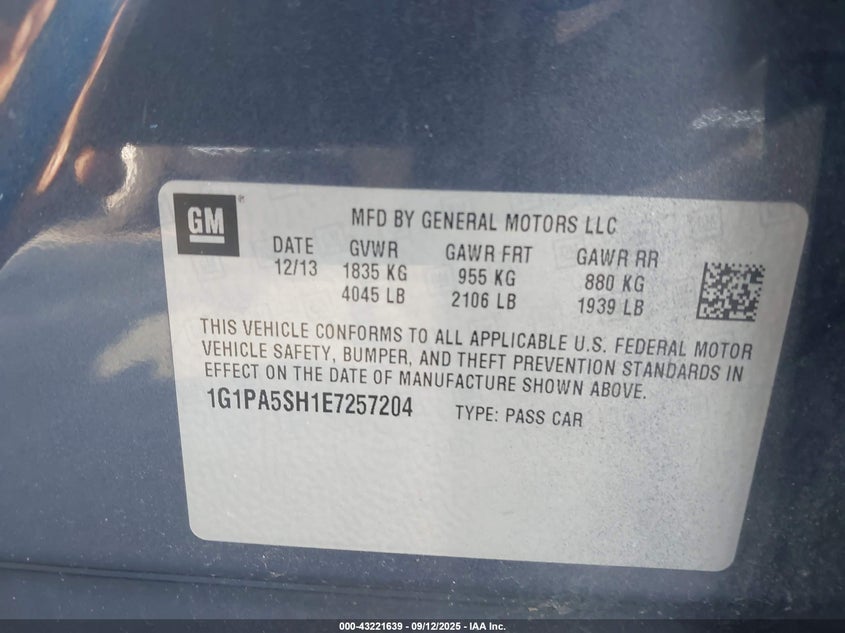 GM
MFD BY GENERAL MOTORS LLC
DATE GVWR GAWR FRT GAWR RR
12/13 1835 KG 955 KG 880 KG
4045 LB 2106 LB 1939 LB
THIS VEHICLE CONFORMS TO ALL APPLICABLE U.S. FEDERAL MOTOR
VEHICLE SAFETY, BUMPER, AND THEFT PREVENTION STANDARDS IN
EFFECT ON THE DATE OF MANUFACTURE SHOWN ABOVE.
1G1PA5SH1E7257204 TYPE: PASS CAR
000-43221639 - 09/12/2025 - IAA Inc.